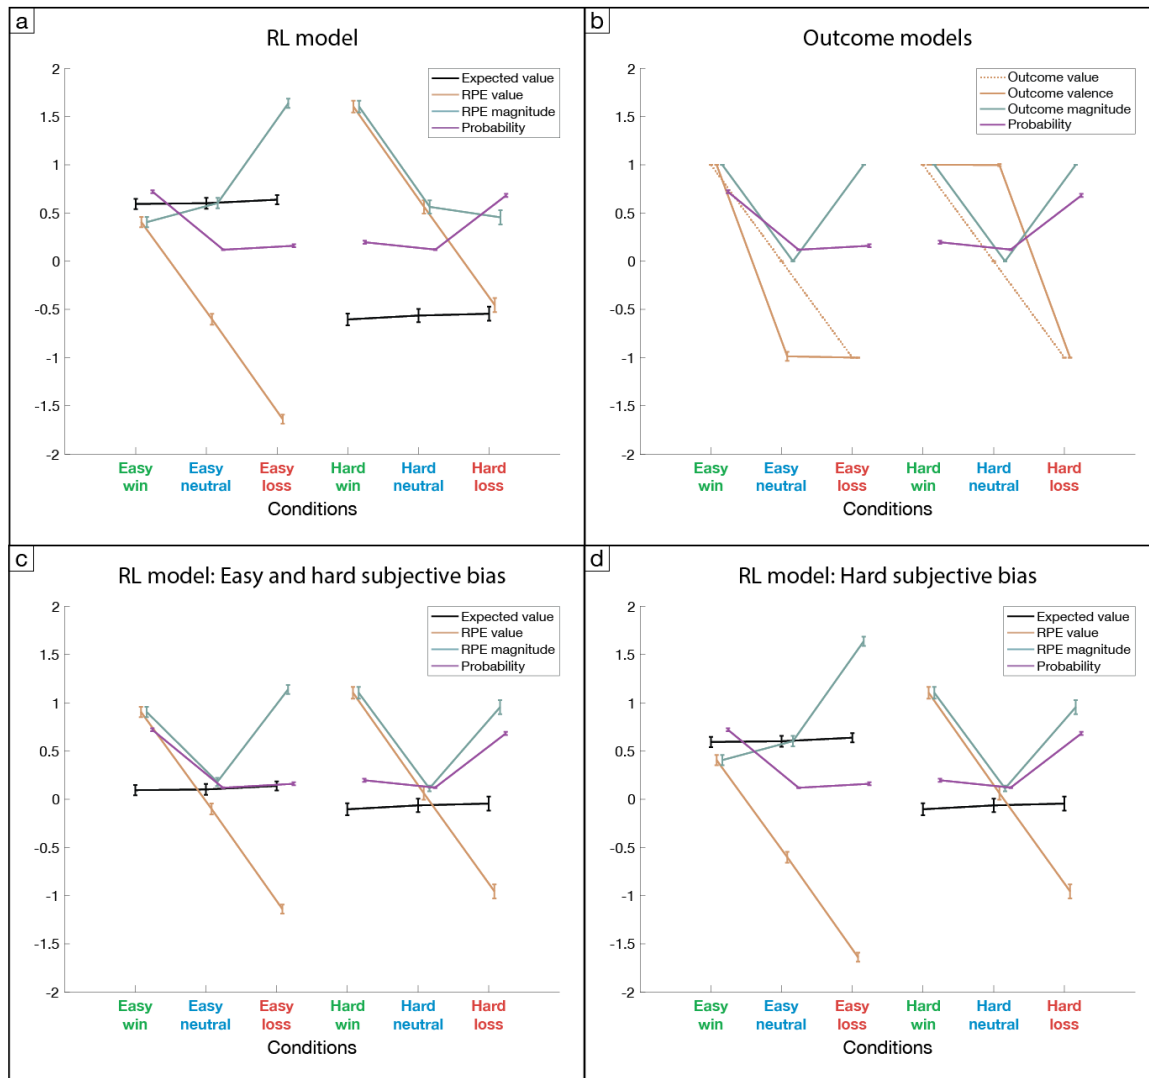 a
RL model
Expected value
RPE value
RPE magnitude
Probability
2
1.5
1
0.5
0
-0.5
-1
-1.5
-2
Easy win
Easy neutral
Easy loss
Hard win
Hard neutral
Hard loss
Conditions
b
Outcome models
Outcome value
Outcome valence
Outcome magnitude
Probability
2
1.5
1
0.5
0
-0.5
-1
-1.5
-2
Easy win
Easy neutral
Easy loss
Hard win
Hard neutral
Hard loss
Conditions
c
RL model: Easy and hard subjective bias
Expected value
RPE value
RPE magnitude
Probability
2
1.5
1
0.5
0
-0.5
-1
-1.5
-2
Easy win
Easy neutral
Easy loss
Hard win
Hard neutral
Hard loss
Conditions
d
RL model: Hard subjective bias
Expected value
RPE value
RPE magnitude
Probability
2
1.5
1
0.5
0
-0.5
-1
-1.5
-2
Easy win
Easy neutral
Easy loss
Hard win
Hard neutral
Hard loss
Conditions